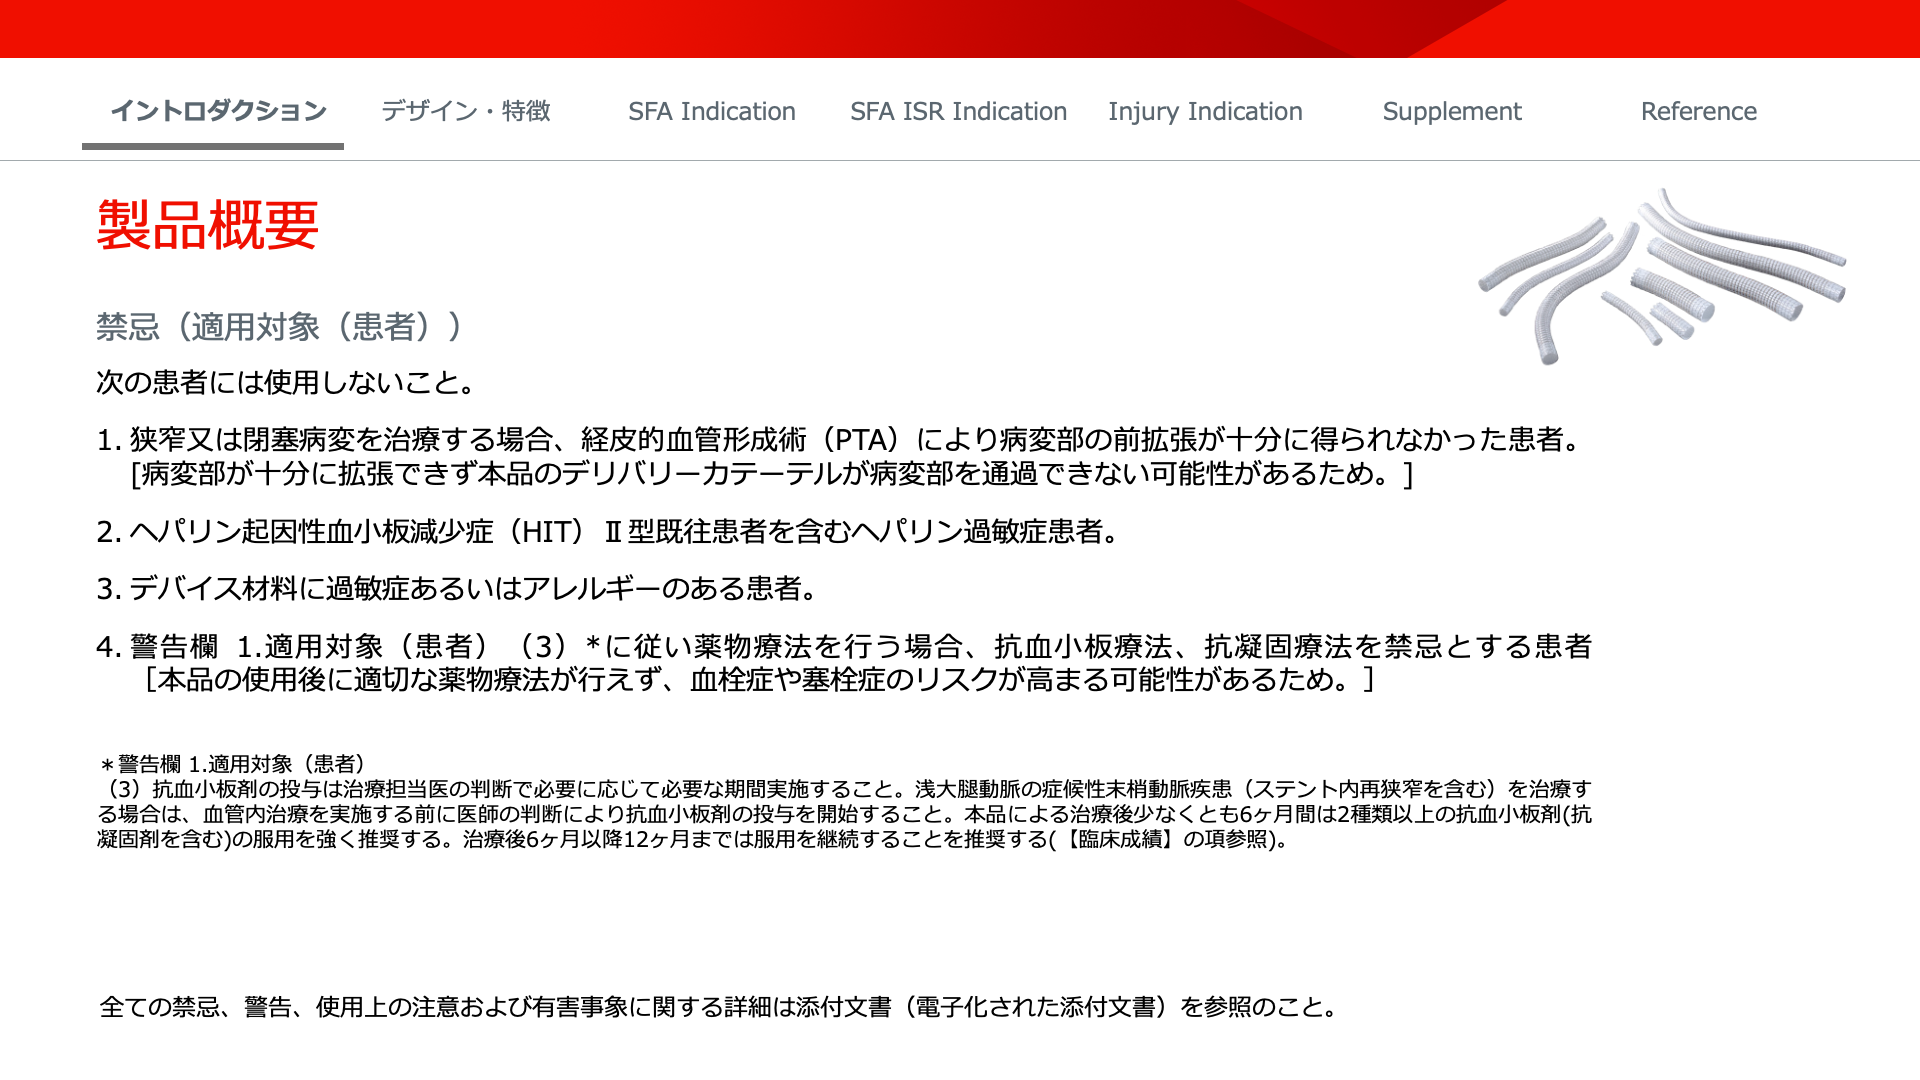 イントロダクション デザイン・特徴 SFA Indication SFA ISR Indication Injury Indication Supplement Reference
製品概要
禁忌（適用対象（患者））
次の患者には使用しないこと。
1. 狭窄又は閉塞病変を治療する場合、経皮的血管形成術（PTA）により病変部の前拡張が十分に得られなかった患者。
[病変部が十分に拡張できず本品のデリバリーカテーテルが病変部を通過できない可能性があるため。]
2. ヘパリン起因性血小板減少症（HIT）Ⅱ型既往患者を含むヘパリン過敏症患者。
3. デバイス材料に過敏症あるいはアレルギーのある患者。
4. 警告欄 1.適用対象（患者）（3）*に従い薬物療法を行う場合、抗血小板療法、抗凝固療法を禁忌とする患者
［本品の使用後に適切な薬物療法が行えず、血栓症や塞栓症のリスクが高まる可能性があるため。］
＊警告欄 1.適用対象（患者）
（3）抗血小板剤の投与は治療担当医の判断で必要に応じて必要な期間実施すること。浅大腿動脈の症候性末梢動脈疾患（ステント内再狭窄を含む）を治療す
る場合は、血管内治療を実施する前に医師の判断により抗血小板剤の投与を開始すること。本品による治療後少なくとも6ヶ月間は2種類以上の抗血小板剤(抗
凝固剤を含む)の服用を強く推奨する。治療後6ヶ月以降12ヶ月までは服用を継続することを推奨する(【臨床成績】の項参照)。
全ての禁忌、警告、使用上の注意および有害事象に関する詳細は添付文書（電子化された添付文書）を参照のこと。